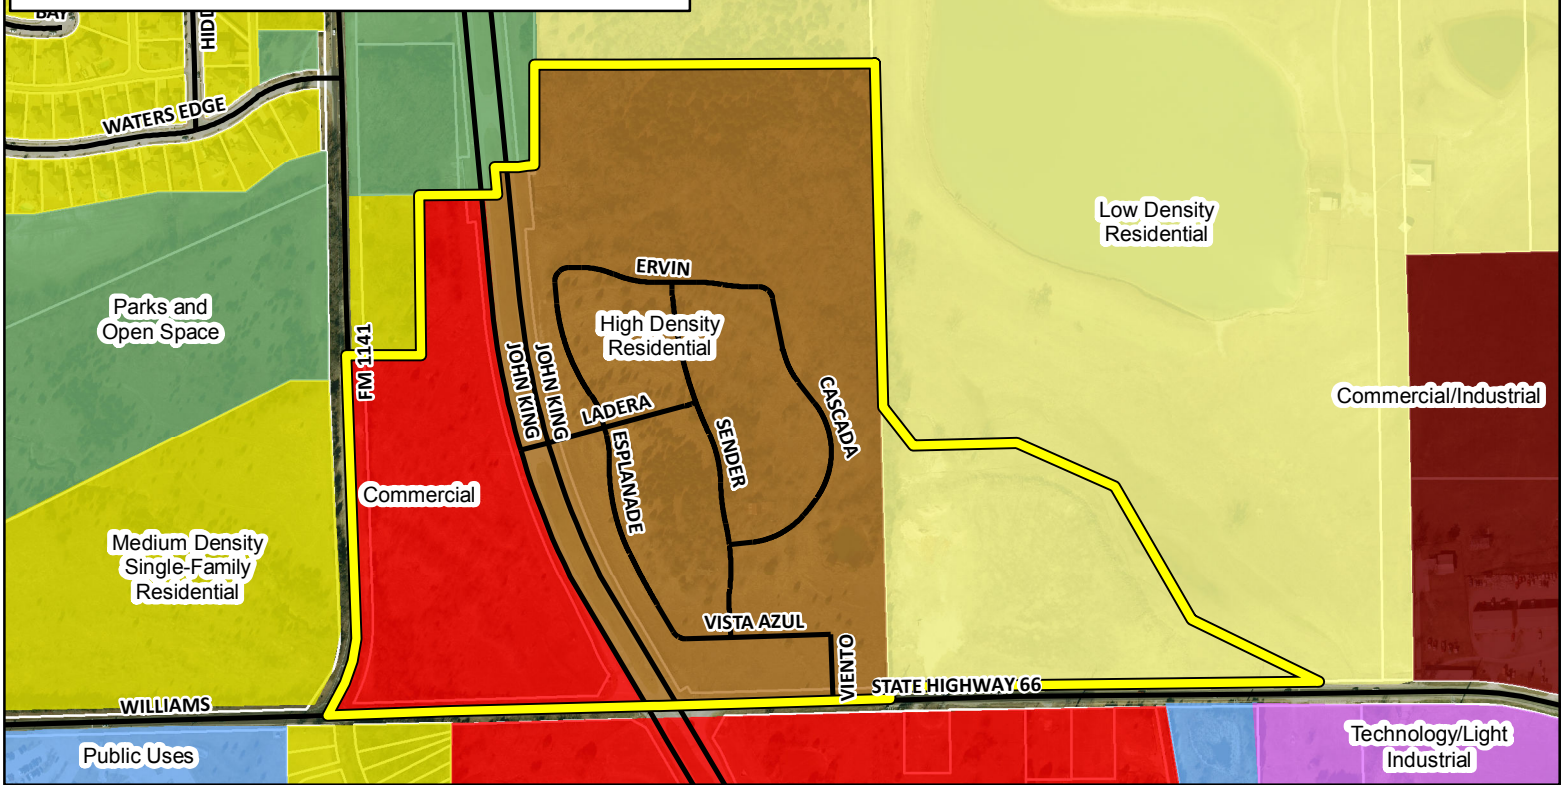 BAY
WATERS EDGE
Low Density
Residential
ERVIN
Parks and
Open Space
High Density
Residential
FM 1141
JOHN KING
JOHN KING
CASCADA
Commercial/Industrial
LADERA
SENDER
ESPLANADE
Commercial
Medium Density
Single-Family
Residential
VISTA AZUL
VIENTO
STATE HIGHWAY 66
WILLIAMS
Public Uses
Technology/Light
Industrial